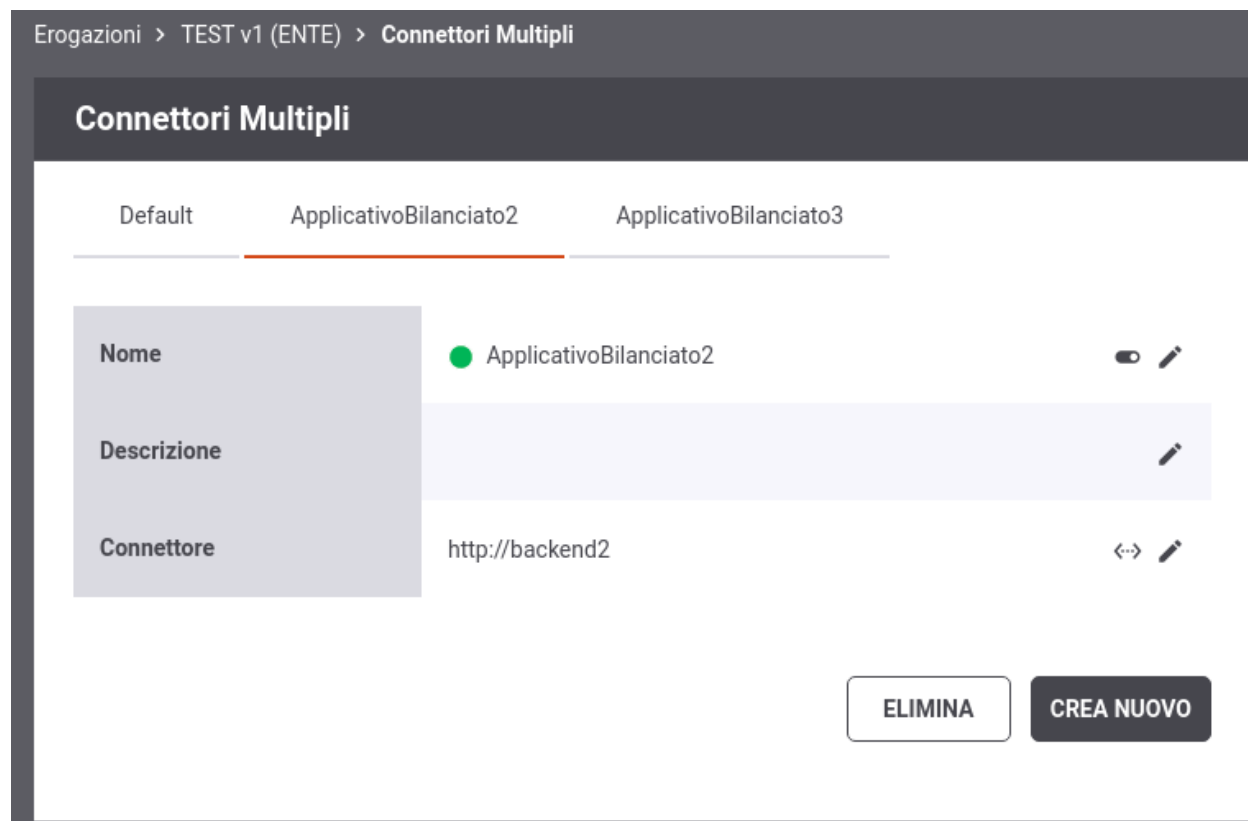 Erogazioni > TEST v1 (ENTE) > Connettori Multipli
Connettori Multipli
Default ApplicativoBilanciato2 ApplicativoBilanciato3
Nome ApplicativoBilanciato2
Descrizione
Connettore http://backend2
ELIMINA CREA NUOVO